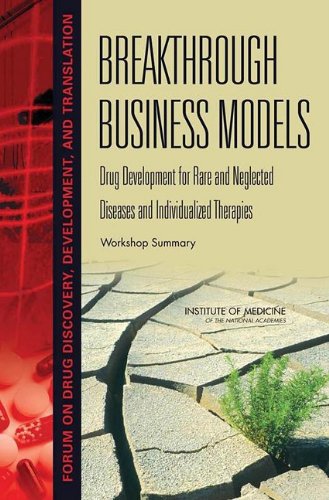 FORUM ON DRUG DISCOVERY, DEVELOPMENT, AND TRANSLATION
BREAKTHROUGH
BUSINESS MODELS
Drug Development for Rare and Neglected
Diseases and Individualized Therapies
Workshop Summary
INSTITUTE OF MEDICINE
OF THE NATIONAL ACADEMIES